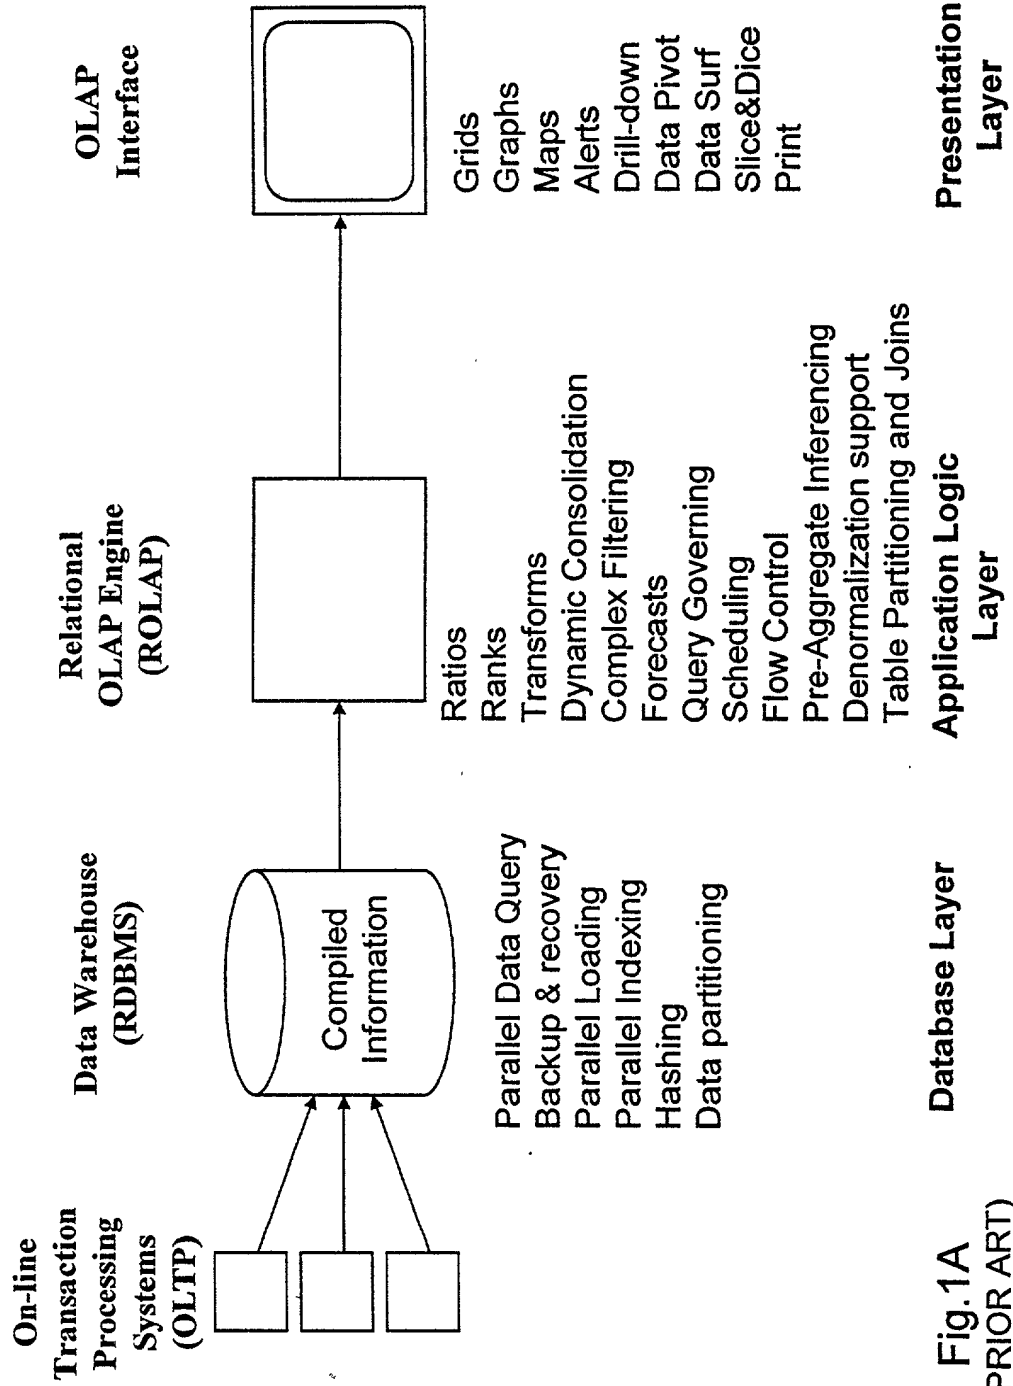 On-line
Transaction
Processing
Systems
(OLTP)
Data Warehouse
(RDBMS)
Relational
OLAP Engine
(ROLAP)
OLAP
Interface
Compiled
Information
Parallel Data Query
Backup & recovery
Parallel Loading
Parallel Indexing
Hashing
Data partitioning
Ratios
Ranks
Transforms
Dynamic Consolidation
Complex Filtering
Forecasts
Query Governing
Scheduling
Flow Control
Pre-Aggregate Inferencing
Denormalization support
Table Partitioning and Joins
Grids
Graphs
Maps
Alerts
Drill-down
Data Pivot
Data Surf
Slice&Dice
Print
Database Layer
Application Logic
Layer
Presentation
Layer
Fig.1A
PRIOR ART)